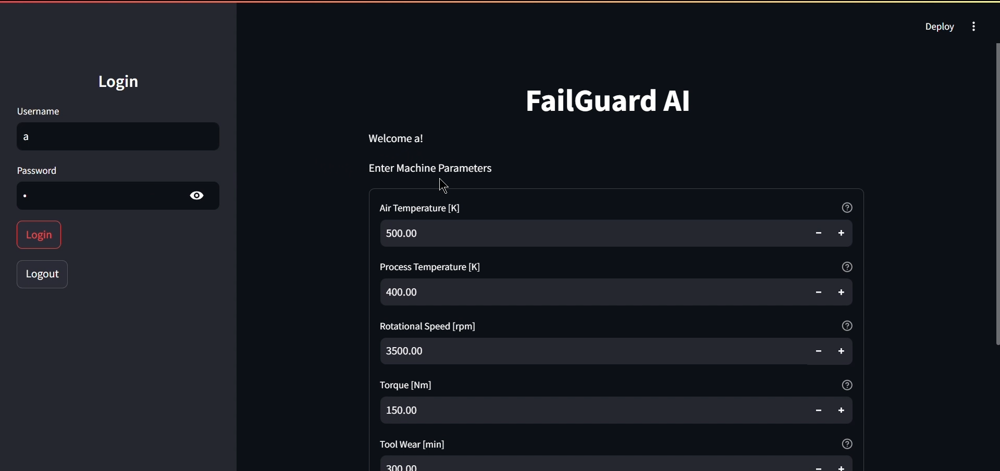 Deploy
Login
Username
a
Password
•
Login
Logout
FailGuard AI
Welcome a!
Enter Machine Parameters
Air Temperature [K]
500.00
Process Temperature [K]
400.00
Rotational Speed [rpm]
3500.00
Torque [Nm]
150.00
Tool Wear [min]
300.00